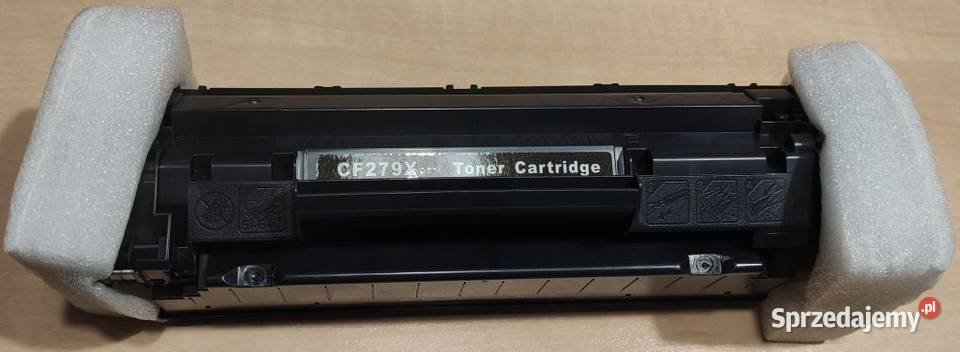 CF279X Toner Cartridge
Sprzedajemy.pl